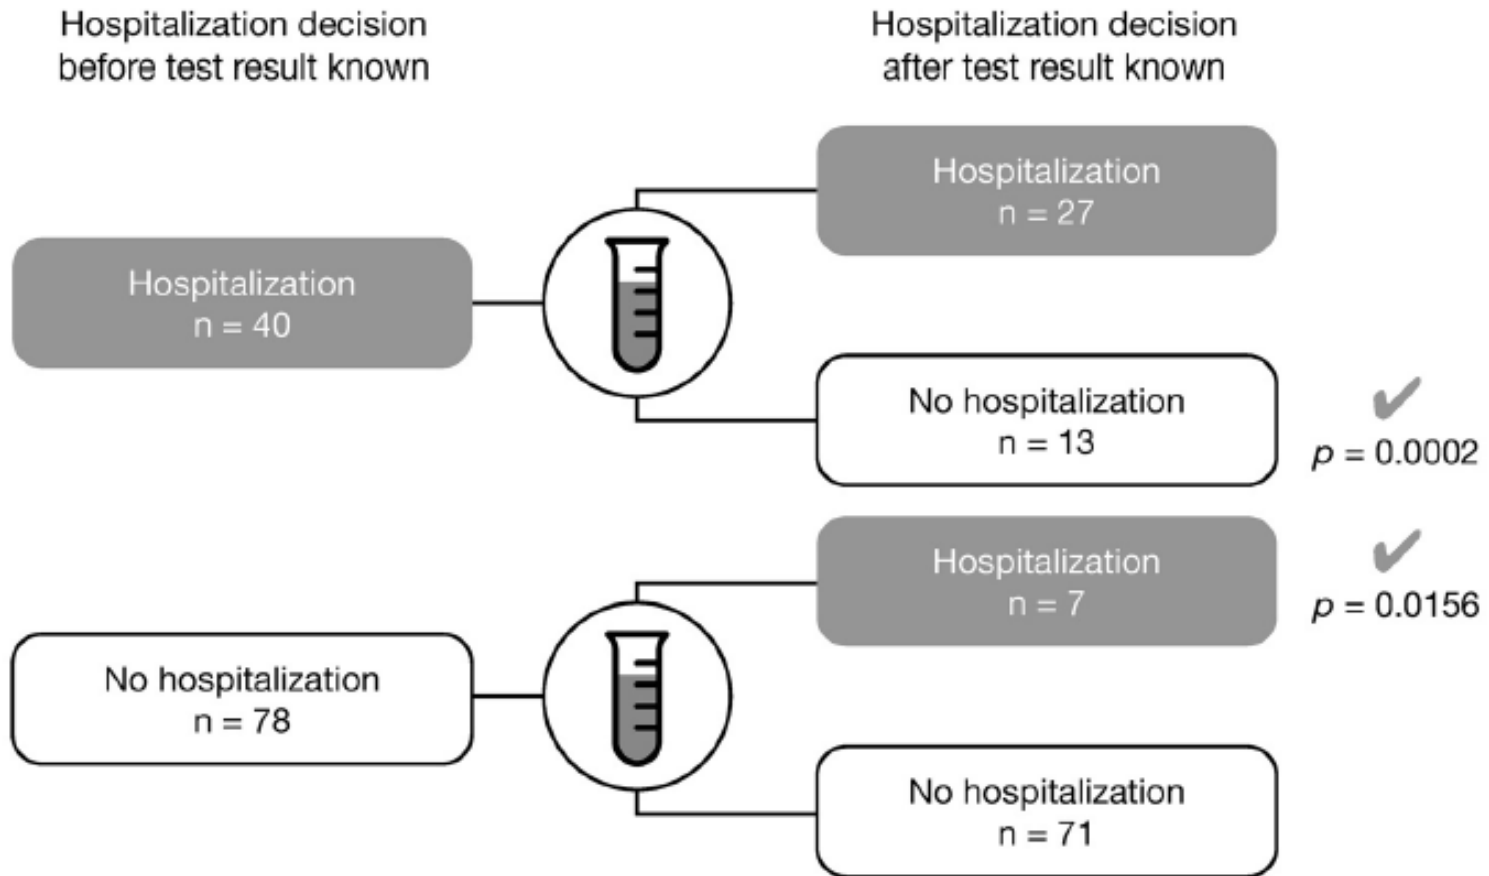 Hospitalization decision
before test result known
Hospitalization decision
after test result known
Hospitalization
n = 27
Hospitalization
n = 40
No hospitalization
n = 13
p = 0.0002
Hospitalization
n = 7
p = 0.0156
No hospitalization
n = 78
No hospitalization
n = 71